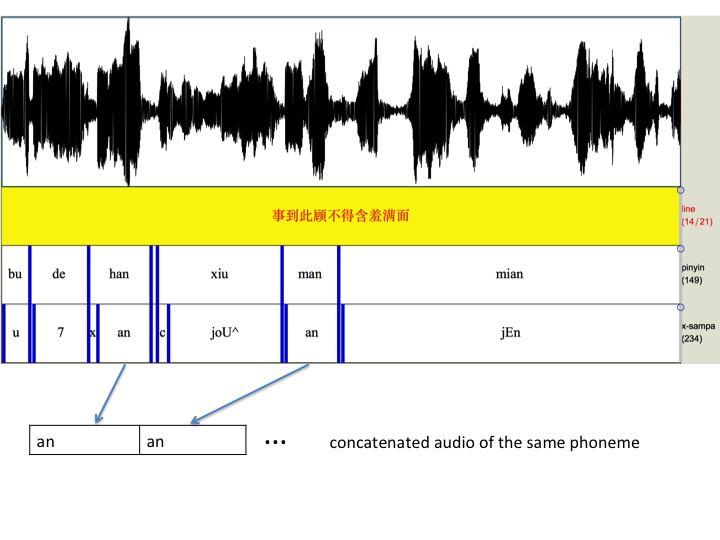 事到此顾不得含羞满面
line
(14/21)
bu de han xiu man mian
pinyin
(149)
u 7 x an c joU^ an jEn
x-sampa
(234)
an an ... concatenated audio of the same phoneme